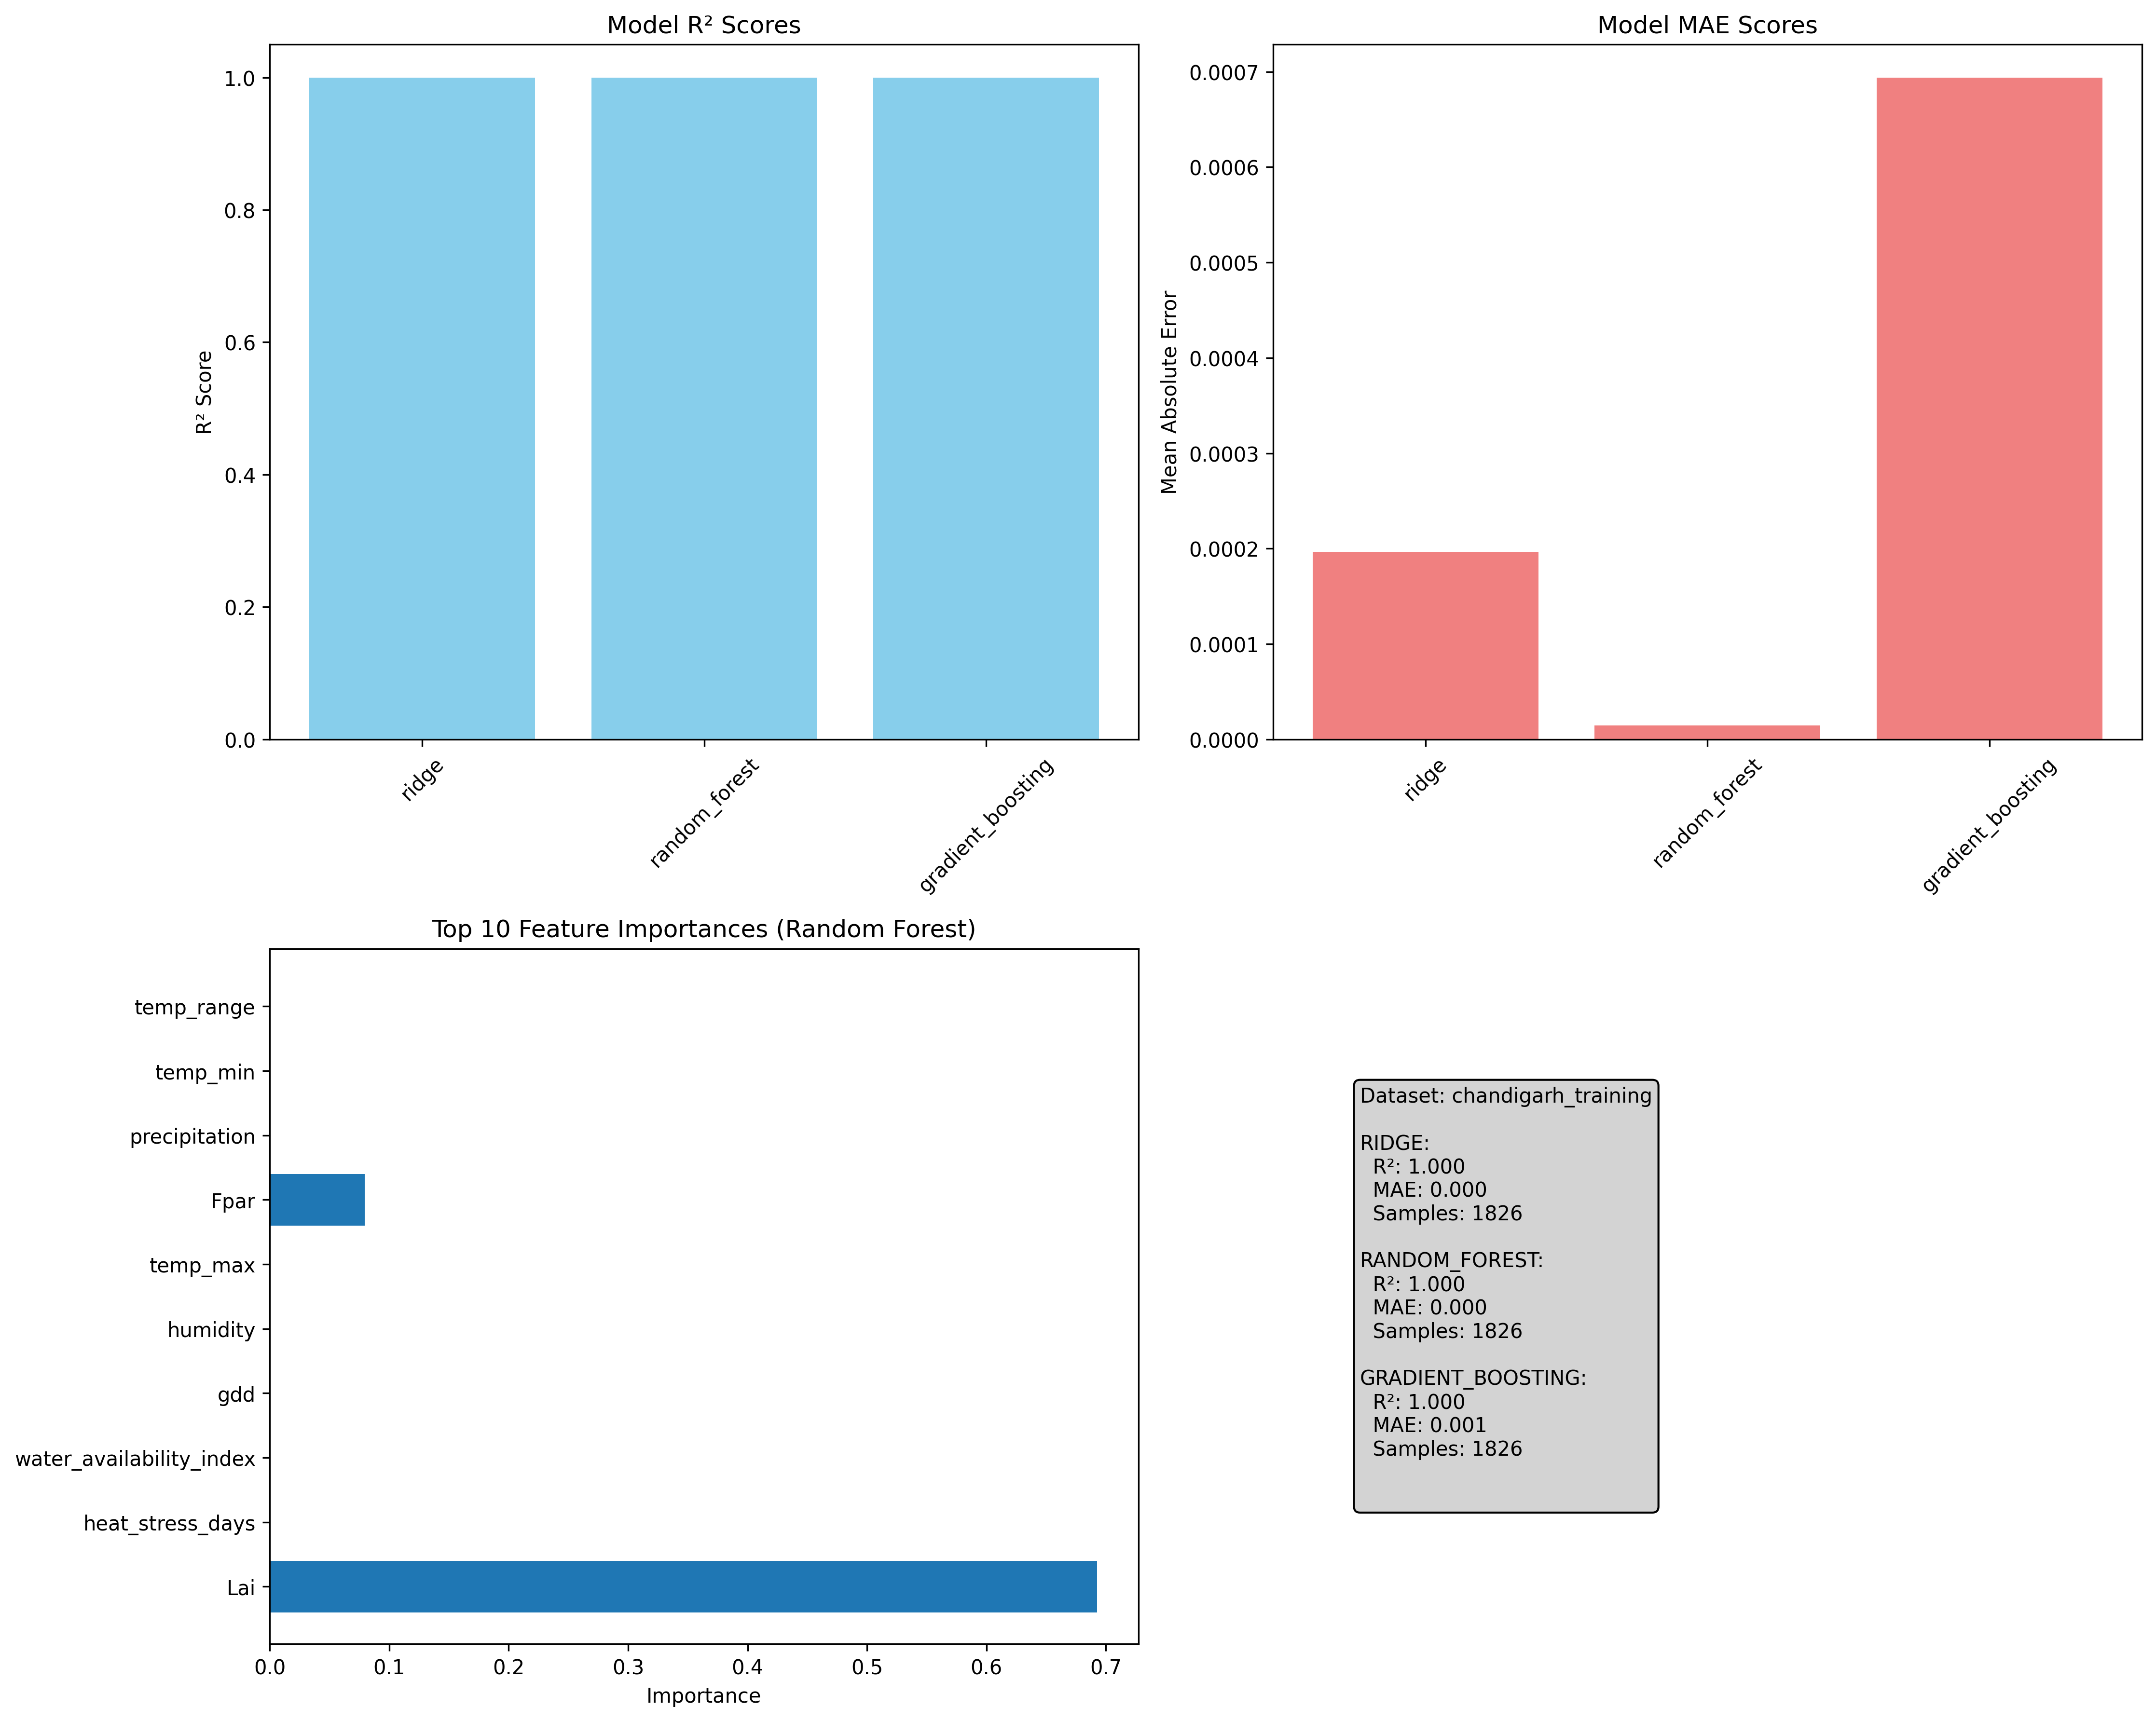 Model R² Scores
R² Score
1.0
0.8
0.6
0.4
0.2
0.0
ridge
random_forest
gradient_boosting
Model MAE Scores
Mean Absolute Error
0.0007
0.0006
0.0005
0.0004
0.0003
0.0002
0.0001
0.0000
ridge
random_forest
gradient_boosting
Top 10 Feature Importances (Random Forest)
temp_range
temp_min
precipitation
Fpar
temp_max
humidity
gdd
water_availability_index
heat_stress_days
Lai
0.0 0.1 0.2 0.3 0.4 0.5 0.6 0.7
Importance
Dataset: chandigarh_training
RIDGE:
R²: 1.000
MAE: 0.000
Samples: 1826
RANDOM_FOREST:
R²: 1.000
MAE: 0.000
Samples: 1826
GRADIENT_BOOSTING:
R²: 1.000
MAE: 0.001
Samples: 1826